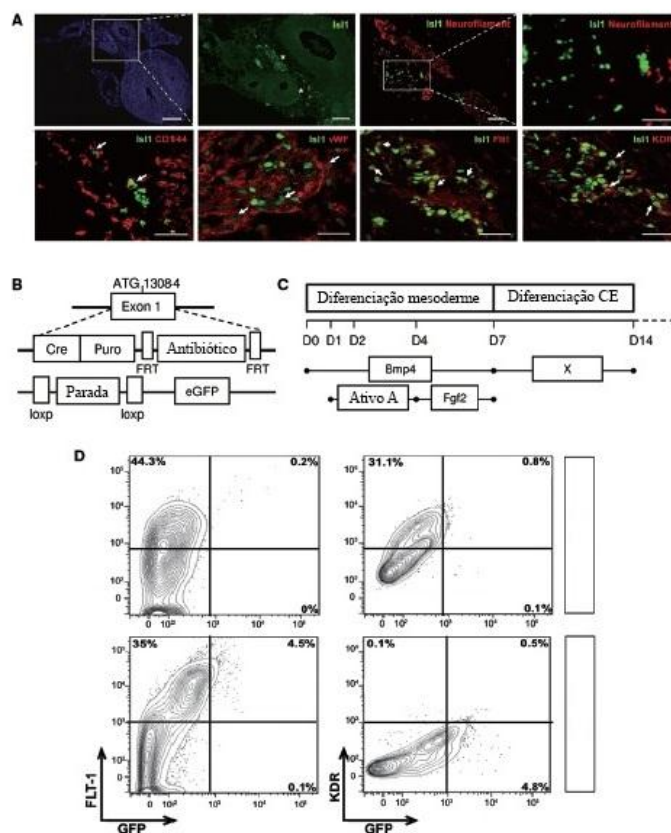 A
Isl1
Isl1 Neurofilament
Isl1 Neurofilament
Isl1 CD144
Isl1 vWF
Isl1 Flt1
Isl1 KDR
B
ATG
Exon 1
Cre
Puro
FRT
Antibiótico
FRT
loxp
Parada
loxp
eGFP
C
Diferenciação mesoderme
Diferenciação CE
D0
D1
D2
D4
D7
D14
Bmp4
X
Ativo A
Fgf2
D
44.3%
0.2%
0%
31.1%
0.8%
0.1%
35%
4.5%
0.1%
0.1%
0.5%
4.8%
FLT-1
GFP
KDR
GFP